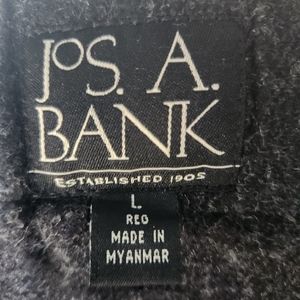 JOS. A.
BANK
ESTABLISHED 1905
L
REG
MADE IN
MYANMAR